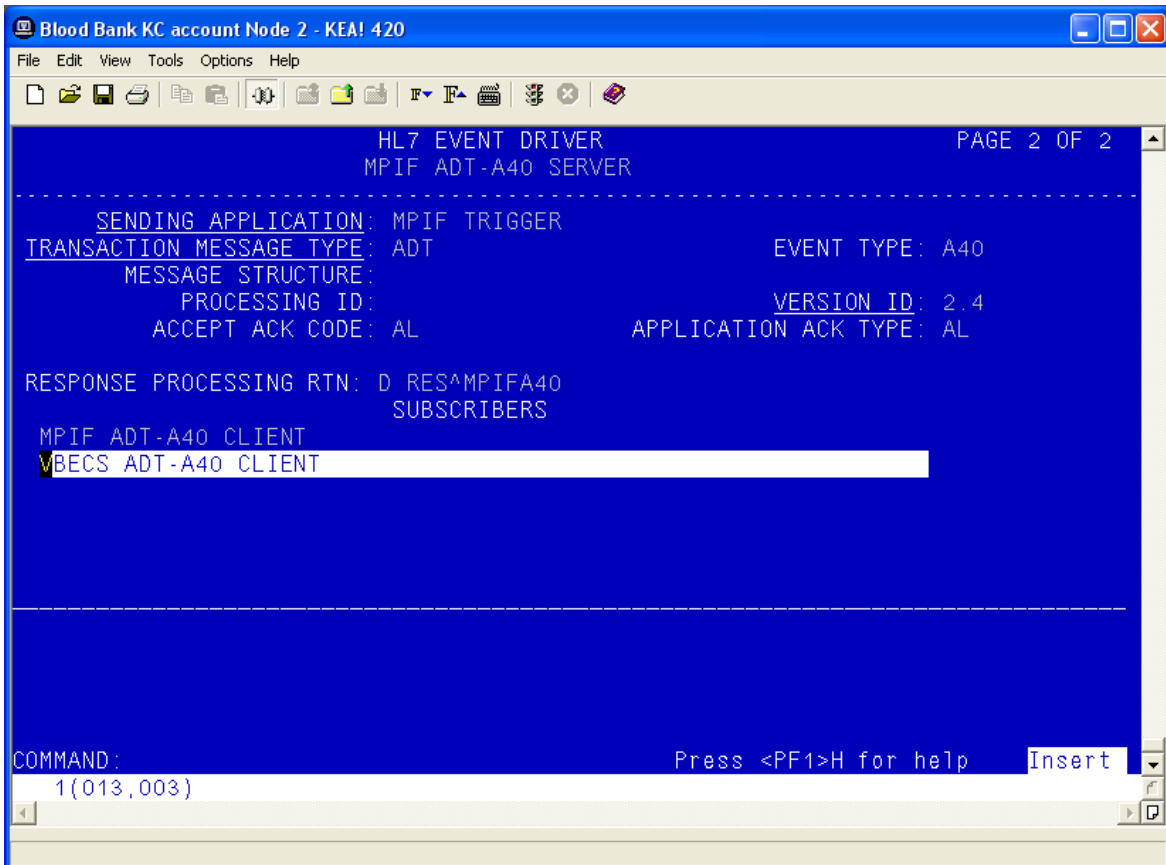 Blood Bank KC account Node 2 - KEA! 420
File Edit View Tools Options Help
HL7 EVENT DRIVER PAGE 2 OF 2
MPIF ADT-A40 SERVER
SENDING APPLICATION: MPIF TRIGGER
TRANSACTION MESSAGE TYPE: ADT EVENT TYPE: A40
MESSAGE STRUCTURE:
PROCESSING ID: VERSION ID: 2.4
ACCEPT ACK CODE: AL APPLICATION ACK TYPE: AL
RESPONSE PROCESSING RTN: D RES^MPIFA40
SUBSCRIBERS
MPIF ADT-A40 CLIENT
VBECS ADT-A40 CLIENT
COMMAND: Press <PF1>H for help Insert
1(013,003)